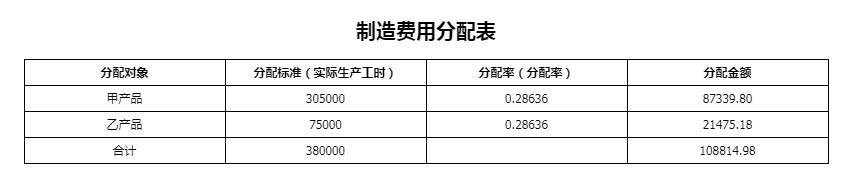 制造费用分配表
分配对象 分配标准（实际生产工时） 分配率（分配率） 分配金额
甲产品 305000 0.28636 87339.80
乙产品 75000 0.28636 21475.18
合计 380000 108814.98